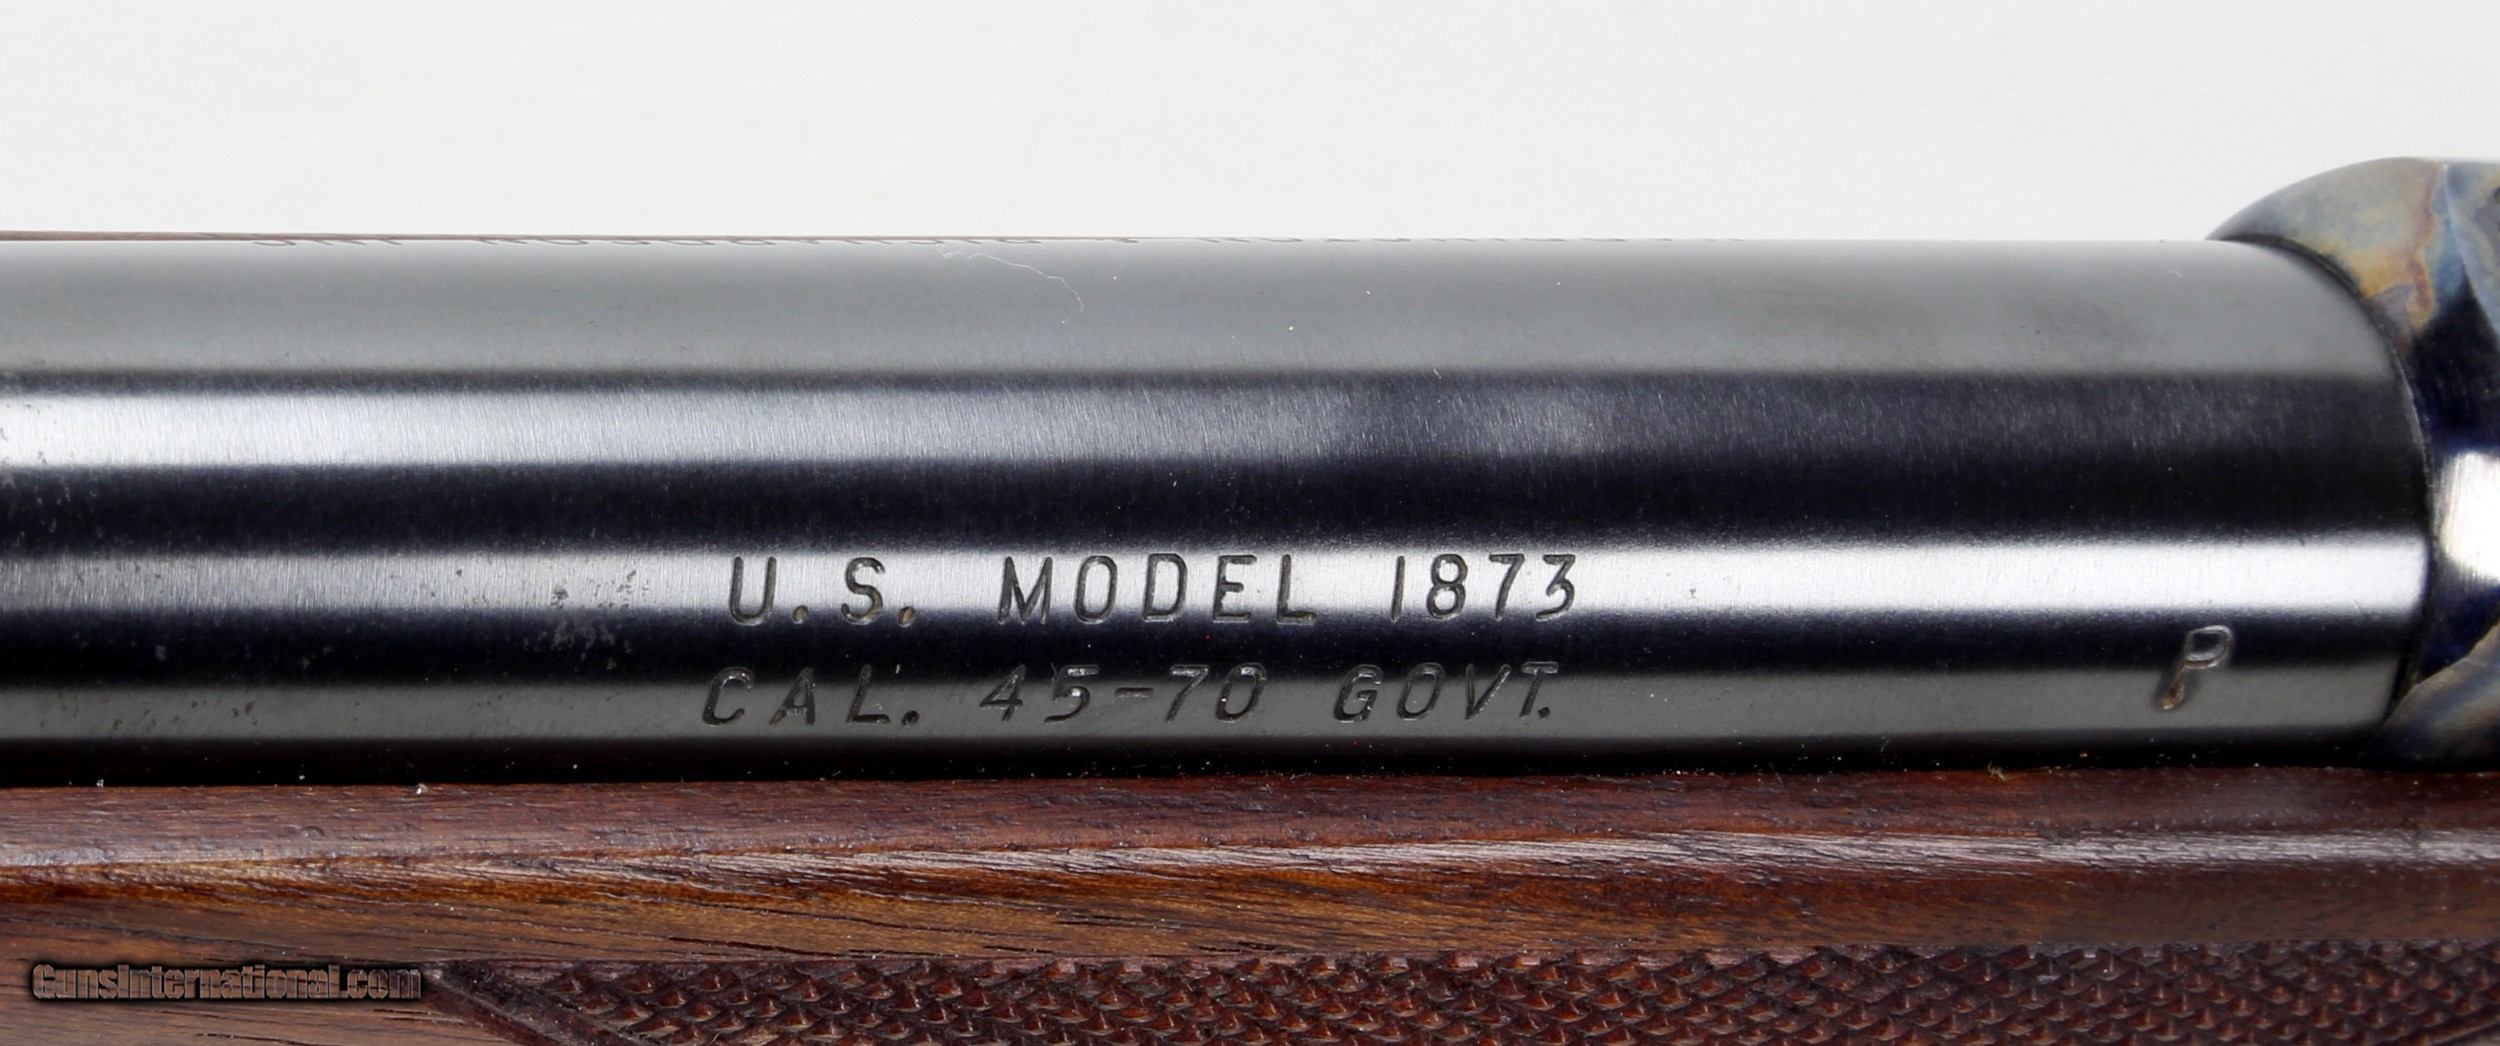 U.S. MODEL 1873
CAL. 45-70 GOVT.
P
GunsInternational.com